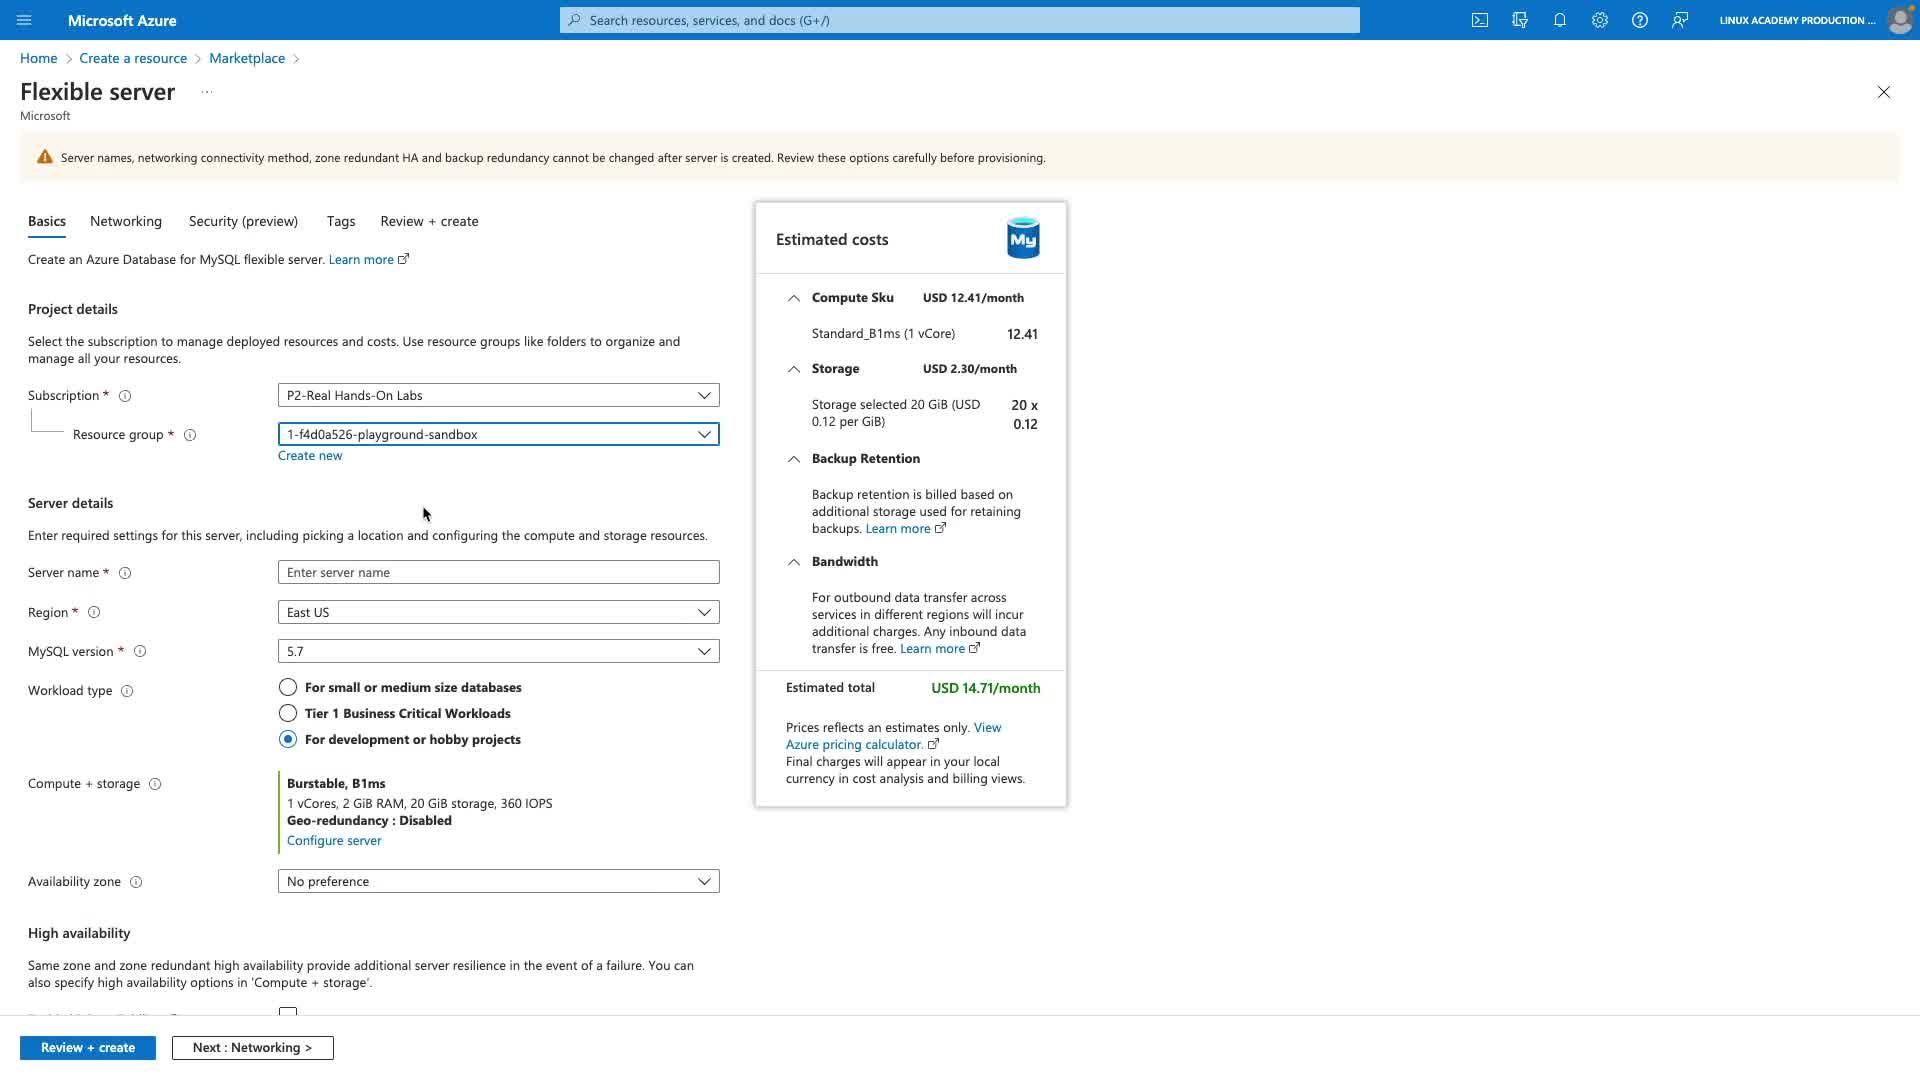 Microsoft Azure
Search resources, services, and docs (G+/)
LINUX ACADEMY PRODUCTION ...
Home > Create a resource > Marketplace >
Flexible server ...
Microsoft
Server names, networking connectivity method, zone redundant HA and backup redundancy cannot be changed after server is created. Review these options carefully before provisioning.
Basics Networking Security (preview) Tags Review + create
Create an Azure Database for MySQL flexible server. Learn more
Project details
Select the subscription to manage deployed resources and costs. Use resource groups like folders to organize and
manage all your resources.
Subscription *
P2-Real Hands-On Labs
Resource group *
1-f4d0a526-playground-sandbox
Create new
Server details
Enter required settings for this server, including picking a location and configuring the compute and storage resources.
Server name *
Enter server name
Region *
East US
MySQL version *
5.7
Workload type
For small or medium size databases
Tier 1 Business Critical Workloads
For development or hobby projects
Compute + storage
Burstable, B1ms
1 vCores, 2 GiB RAM, 20 GiB storage, 360 IOPS
Geo-redundancy : Disabled
Configure server
Availability zone
No preference
High availability
Same zone and zone redundant high availability provide additional server resilience in the event of a failure. You can
also specify high availability options in 'Compute + storage'.
Review + create
Next : Networking >
Estimated costs
My
Compute Sku USD 12.41/month
Standard_B1ms (1 vCore) 12.41
Storage USD 2.30/month
Storage selected 20 GiB (USD 20 x
0.12 per GiB) 0.12
Backup Retention
Backup retention is billed based on
additional storage used for retaining
backups. Learn more
Bandwidth
For outbound data transfer across
services in different regions will incur
additional charges. Any inbound data
transfer is free. Learn more
Estimated total USD 14.71/month
Prices reflects an estimates only. View
Azure pricing calculator.
Final charges will appear in your local
currency in cost analysis and billing views.